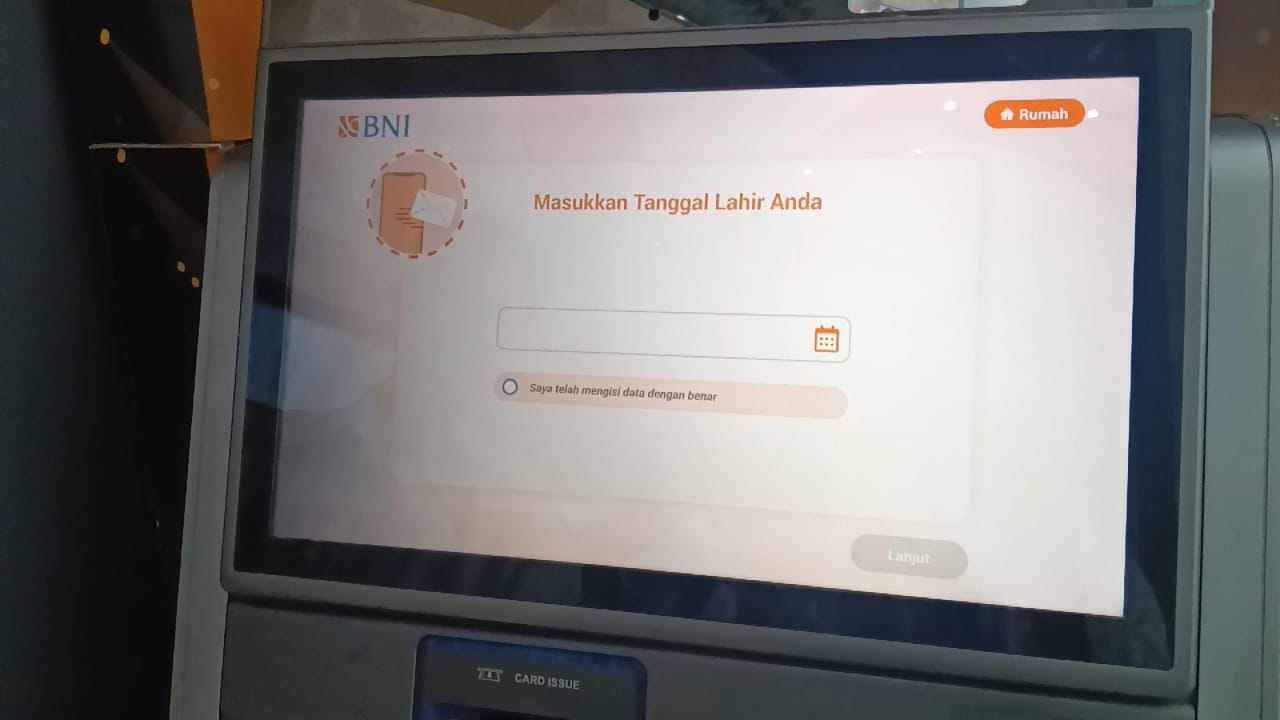 BNI
Rumah
Masukkan Tanggal Lahir Anda
Saya telah mengisi data dengan benar
Lanjut
CARD ISSUE